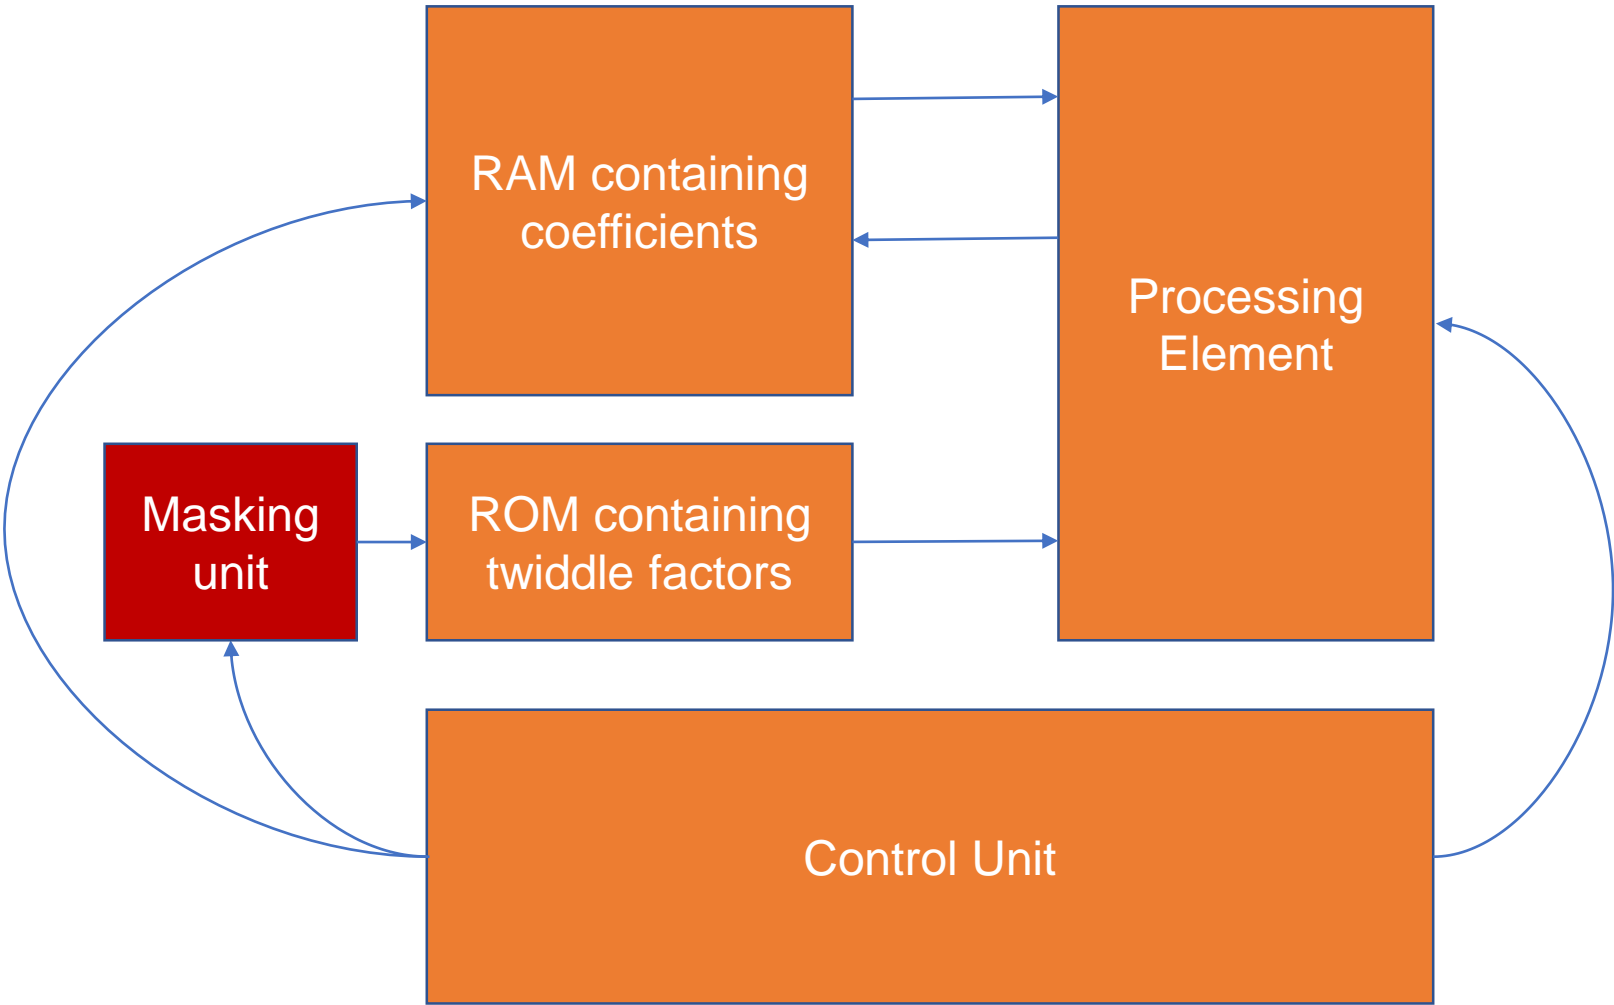 RAM containing
coefficients
Processing
Element
Masking
unit
ROM containing
twiddle factors
Control Unit